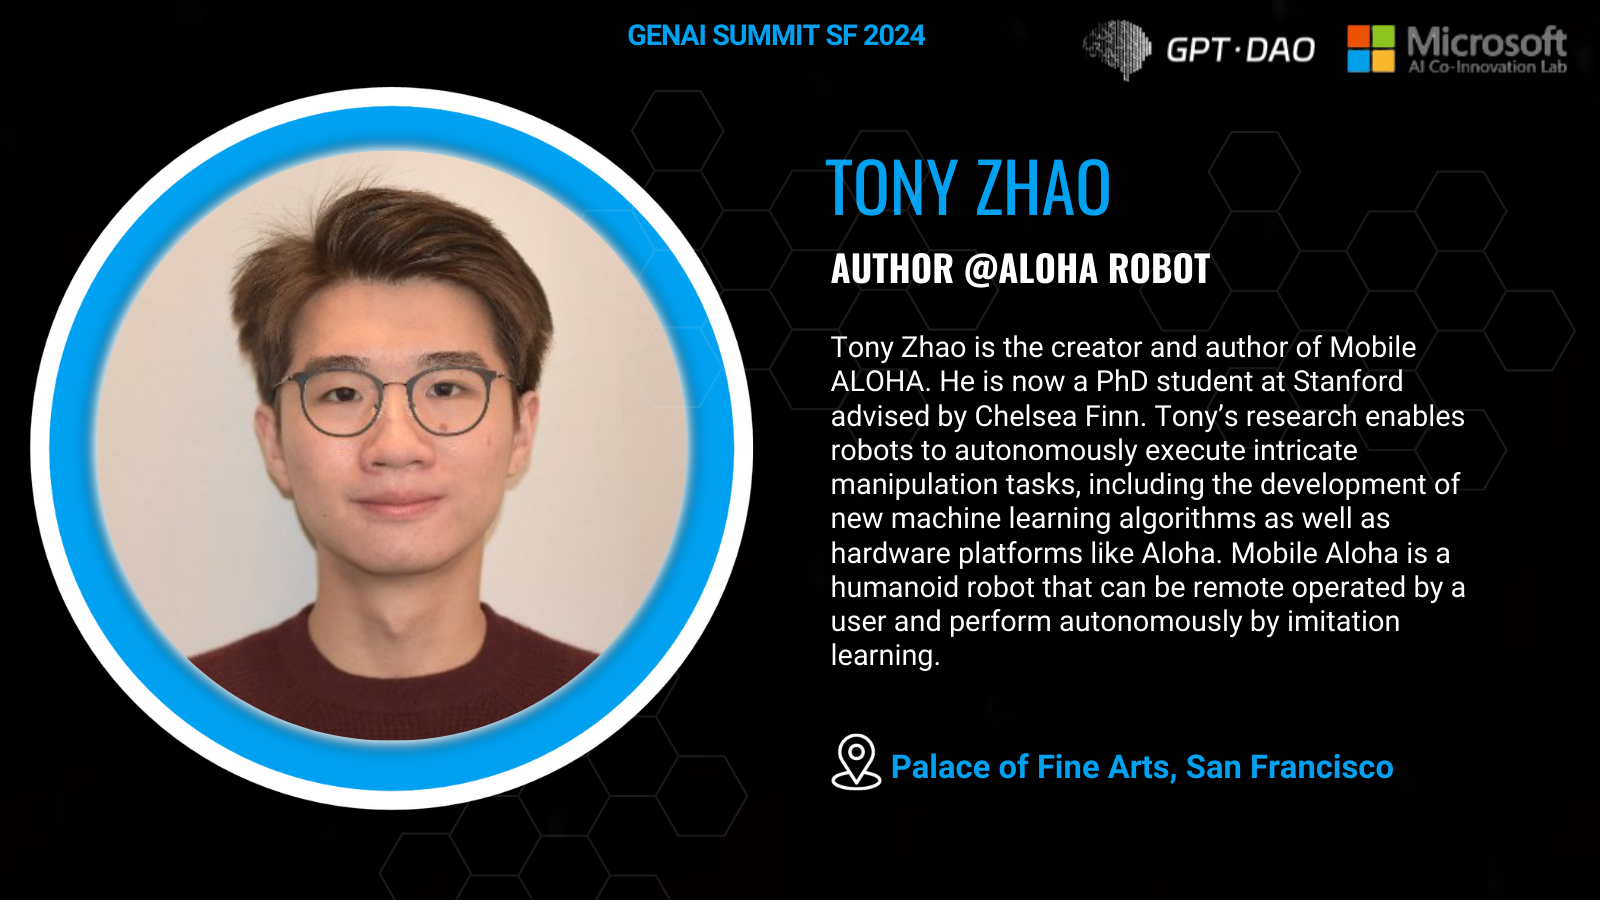 GENAI SUMMIT SF 2024
GPT·DAO
Microsoft
AI Co-Innovation Lab
TONY ZHAO
AUTHOR @ALOHA ROBOT
Tony Zhao is the creator and author of Mobile
ALOHA. He is now a PhD student at Stanford
advised by Chelsea Finn. Tony’s research enables
robots to autonomously execute intricate
manipulation tasks, including the development of
new machine learning algorithms as well as
hardware platforms like Aloha. Mobile Aloha is a
humanoid robot that can be remote operated by a
user and perform autonomously by imitation
learning.
Palace of Fine Arts, San Francisco